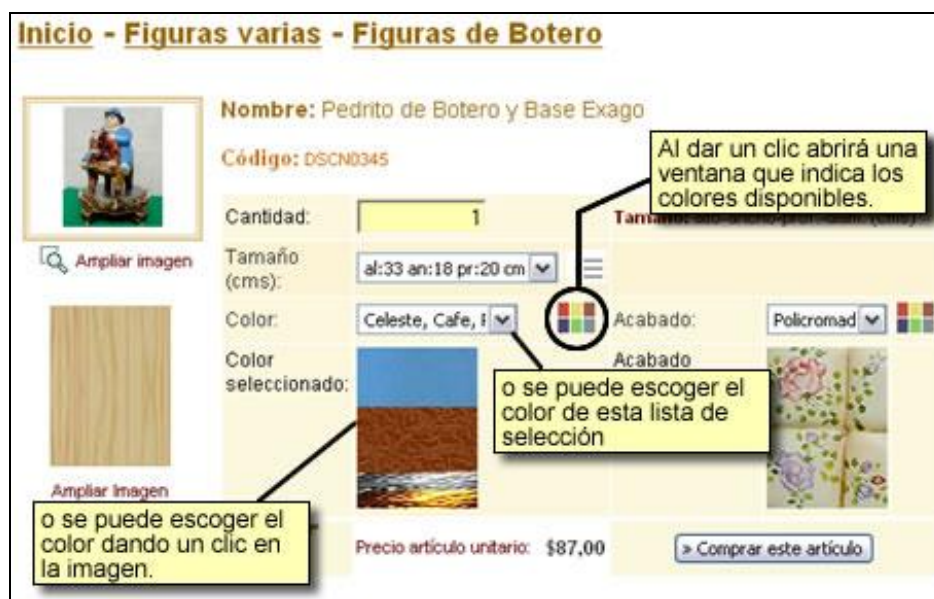 Inicio - Figuras varias - Figuras de Botero
Nombre: Pedrito de Botero y Base Exago
Código: DSCN0345
Al dar un clic abrirá una
ventana que indica los
colores disponibles.
Cantidad:
1
Ampliar imagen
Tamaño
(cms):
al:33 an:18 pr:20 cm
Color:
Celeste, Cafe,
Acabado:
Policromad
Color
seleccionado:
Acabado
o se puede escoger el
color de esta lista de
selección
Ampliar Imagen
o se puede escoger el
color dando un clic en
la imagen.
Precio artículo unitario: $87,00
» Comprar este artículo